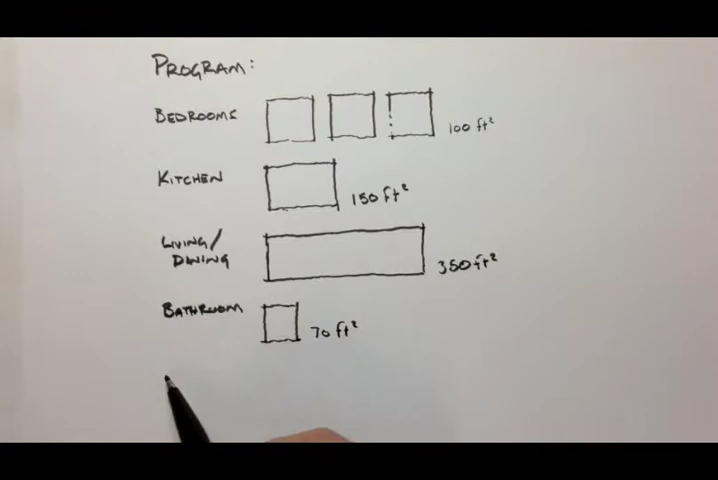 PROGRAM:
BEDROOMS 100 ft²
KITCHEN 150 ft²
LIVING/
DINING 350 ft²
BATHROOM 70 ft²